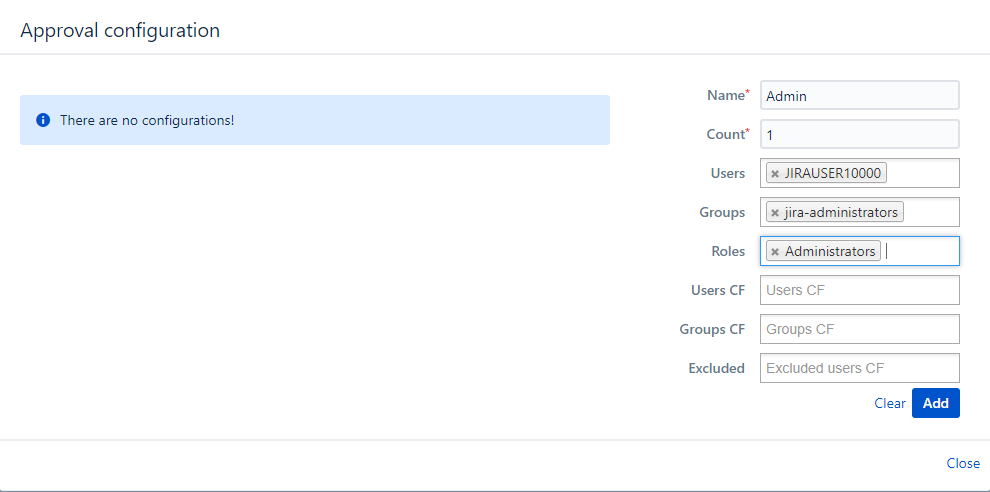 Approval configuration
There are no configurations!
Name* Admin
Count* 1
Users × JIRAUSER10000
Groups × jira-administrators
Roles × Administrators
Users CF Users CF
Groups CF Groups CF
Excluded Excluded users CF
Clear Add
Close